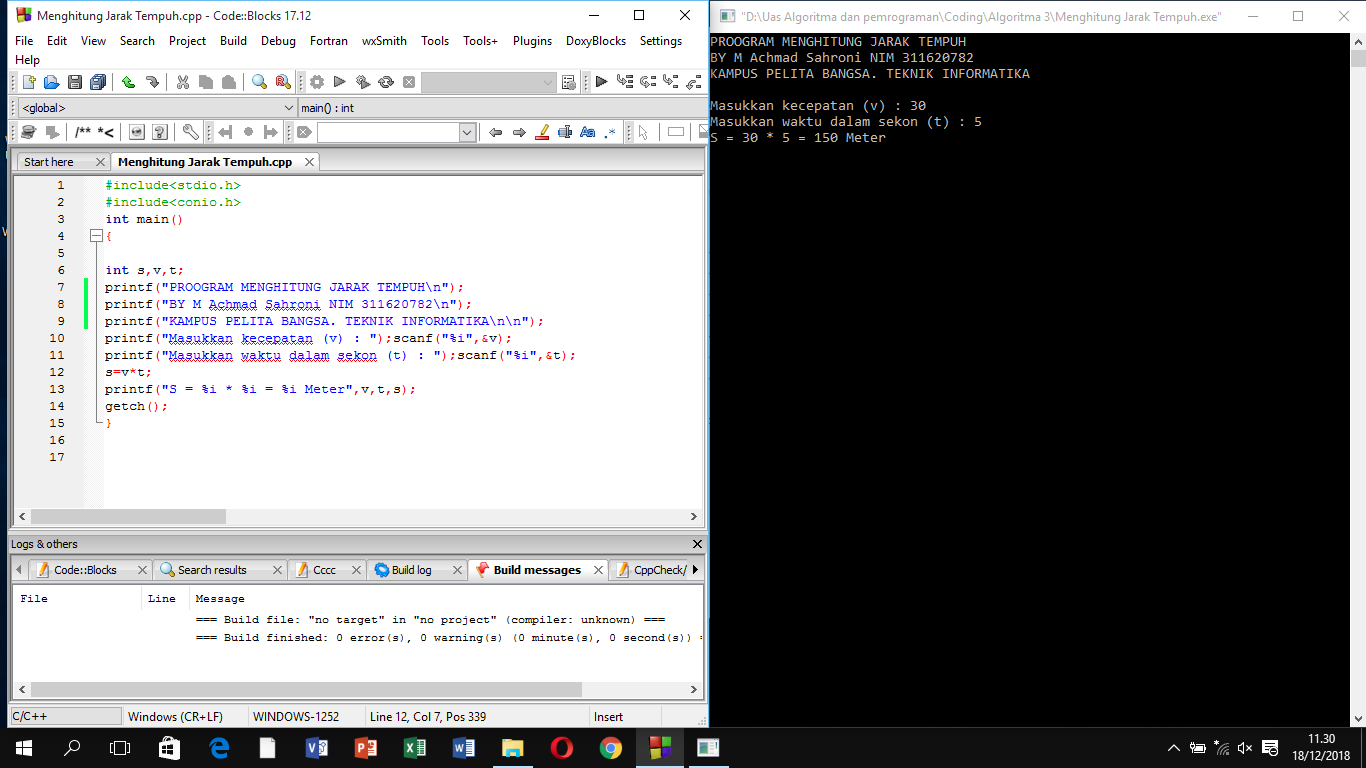 Menghitung Jarak Tempuh.cpp - Code::Blocks 17.12
File Edit View Search Project Build Debug Fortran wxSmith Tools Tools+ Plugins DoxyBlocks Settings
Help
<global> main() : int
/** *<
Aa .*
Start here Menghitung Jarak Tempuh.cpp
1 #include<stdio.h>
2 #include<conio.h>
3 int main()
4 {
5
6 int s,v,t;
7 printf("PROOGRAM MENGHITUNG JARAK TEMPUH\n");
8 printf("BY M Achmad Sahroni NIM 311620782\n");
9 printf("KAMPUS PELITA BANGSA. TEKNIK INFORMATIKA\n\n");
10 printf("Masukkan kecepatan (v) : ");scanf("%i",&v);
11 printf("Masukkan waktu dalam sekon (t) : ");scanf("%i",&t);
12 s=v*t;
13 printf("S = %i * %i = %i Meter",v,t,s);
14 getch();
15 }
16
17
Logs & others
Code::Blocks Search results Cccc Build log Build messages CppCheck/
File Line Message
=== Build file: "no target" in "no project" (compiler: unknown) ===
=== Build finished: 0 error(s), 0 warning(s) (0 minute(s), 0 second(s)) =
C/C++ Windows (CR+LF) WINDOWS-1252 Line 12, Col 7, Pos 339 Insert
"D:\Uas Algoritma dan pemrograman\Coding\Algoritma 3\Menghitung Jarak Tempuh.exe"
PROOGRAM MENGHITUNG JARAK TEMPUH
BY M Achmad Sahroni NIM 311620782
KAMPUS PELITA BANGSA. TEKNIK INFORMATIKA
Masukkan kecepatan (v) : 30
Masukkan waktu dalam sekon (t) : 5
S = 30 * 5 = 150 Meter
11.30
18/12/2018